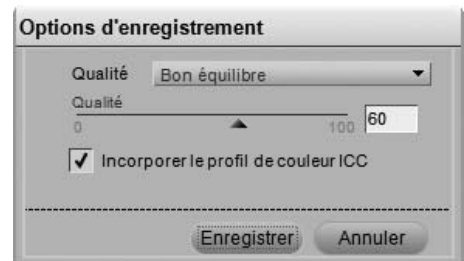 Options d'enregistrement
Qualité Bon équilibre
Qualité
0 100 60
Incorporer le profil de couleur ICC
Enregistrer Annuler